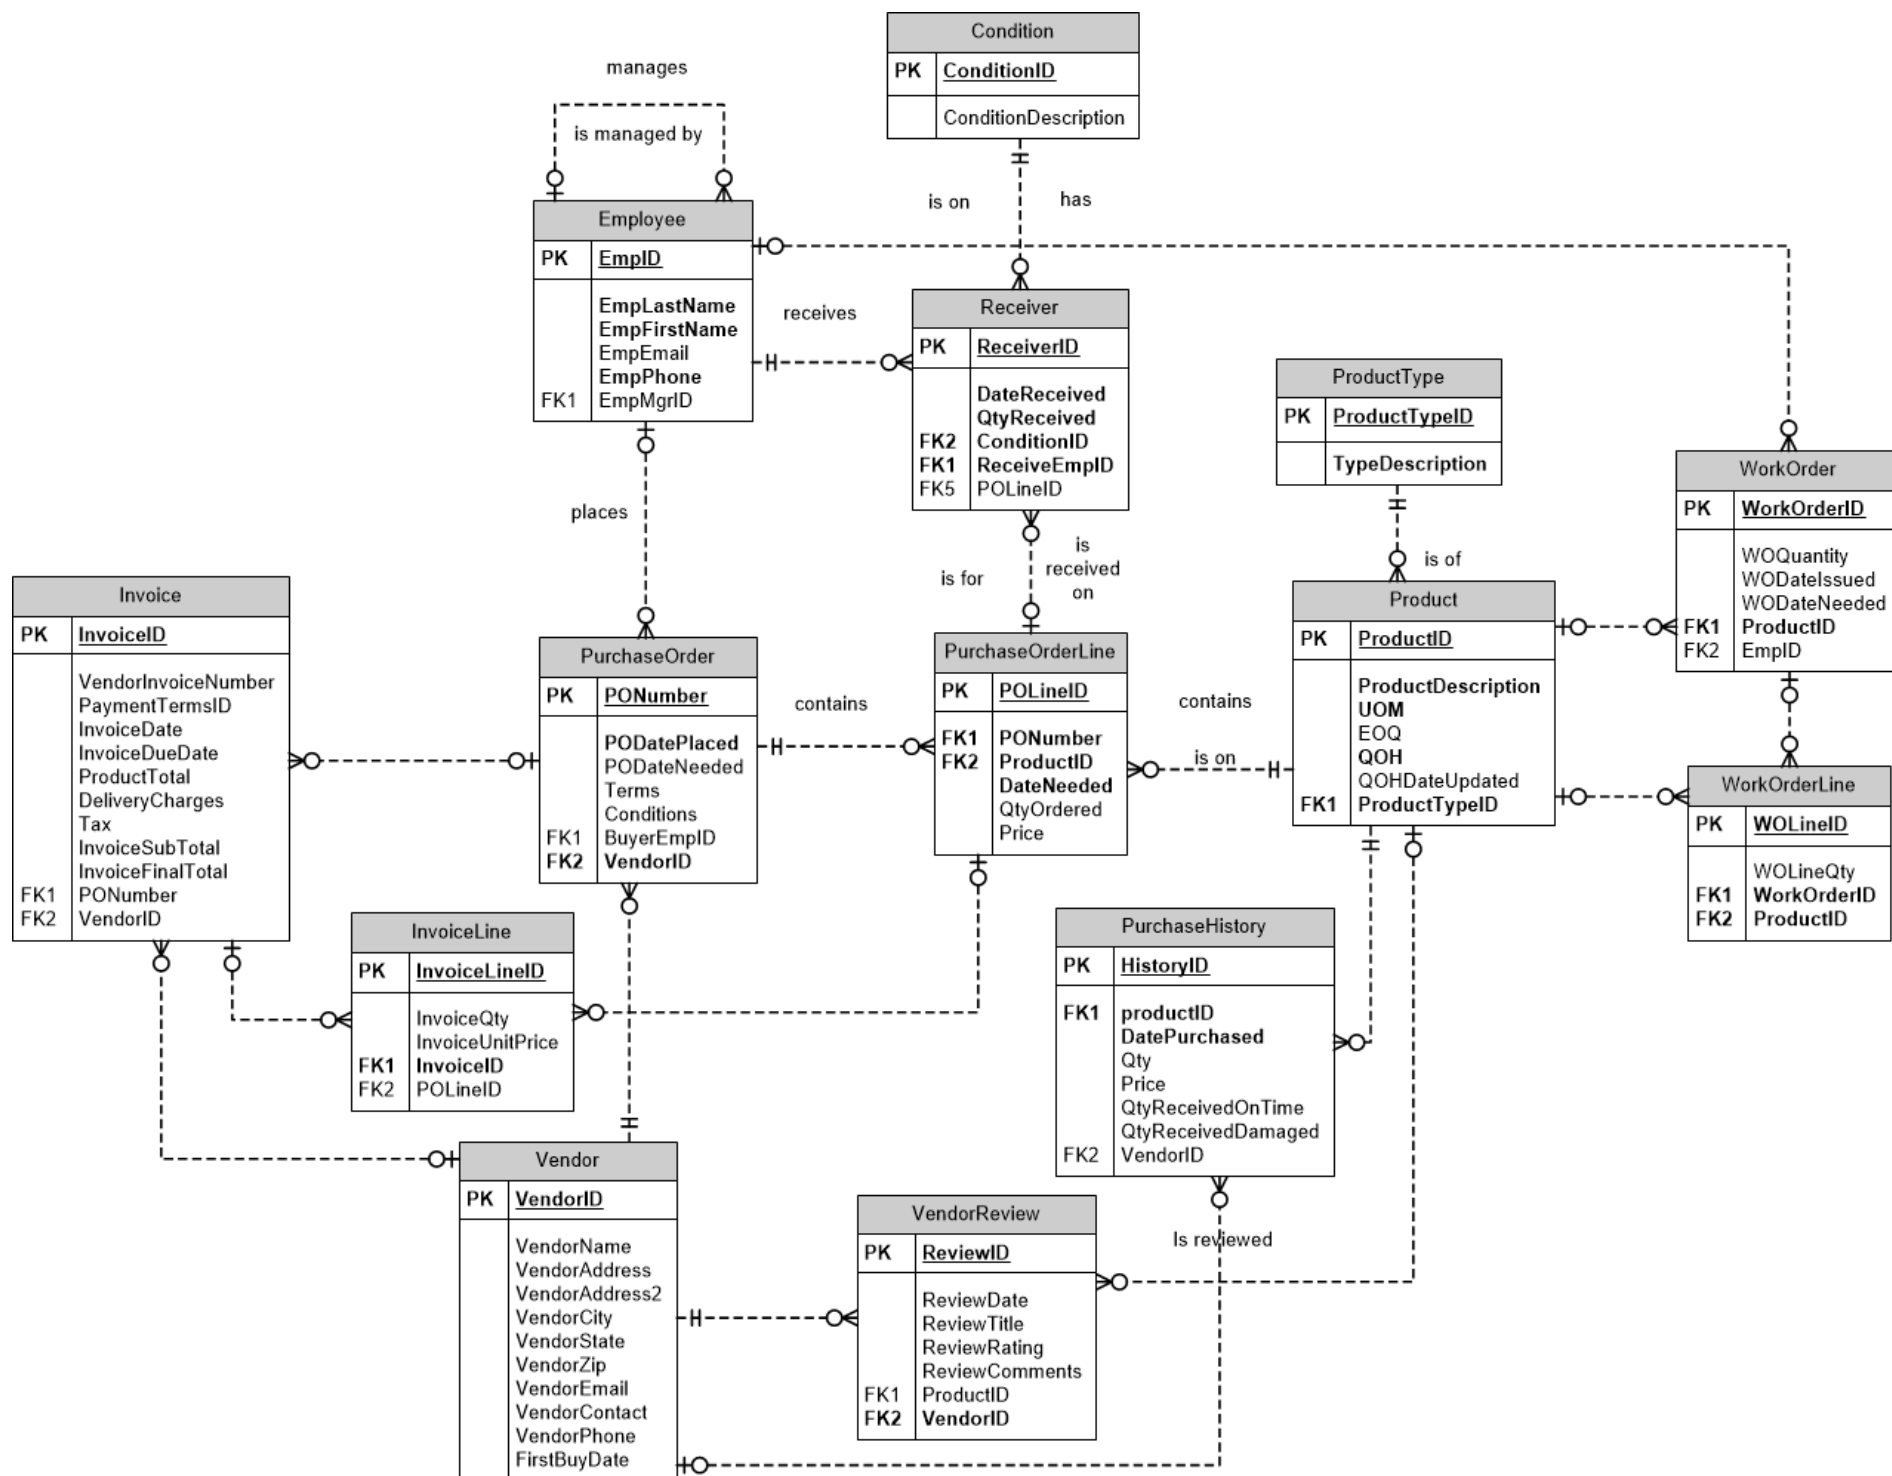 Condition
PK ConditionID
ConditionDescription
manages
is managed by
is on
has
Employee
PK EmpID
EmpLastName
EmpFirstName
EmpEmail
EmpPhone
FK1 EmpMgrID
receives
Receiver
PK ReceiverID
DateReceived
QtyReceived
FK2 ConditionID
FK1 ReceiveEmpID
FK5 POLineID
ProductType
PK ProductTypeID
TypeDescription
WorkOrder
PK WorkOrderID
WOQuantity
WODateIssued
WODateNeeded
FK1 ProductID
FK2 EmpID
places
is for
is
received
on
is of
Invoice
PK InvoiceID
VendorInvoiceNumber
PaymentTermsID
InvoiceDate
InvoiceDueDate
ProductTotal
DeliveryCharges
Tax
InvoiceSubTotal
InvoiceFinalTotal
FK1 PONumber
FK2 VendorID
PurchaseOrder
PK PONumber
PODatePlaced
PODateNeeded
Terms
Conditions
FK1 BuyerEmpID
FK2 VendorID
contains
PurchaseOrderLine
PK POLineID
FK1 PONumber
FK2 ProductID
DateNeeded
QtyOrdered
Price
contains
is on
Product
PK ProductID
ProductDescription
UOM
EOQ
QOH
QOHDateUpdated
FK1 ProductTypeID
WorkOrderLine
PK WOLineID
WOLineQty
FK1 WorkOrderID
FK2 ProductID
InvoiceLine
PK InvoiceLineID
InvoiceQty
InvoiceUnitPrice
FK1 InvoiceID
FK2 POLineID
PurchaseHistory
PK HistoryID
FK1 productID
DatePurchased
Qty
Price
QtyReceivedOnTime
QtyReceivedDamaged
FK2 VendorID
Vendor
PK VendorID
VendorName
VendorAddress
VendorAddress2
VendorCity
VendorState
VendorZip
VendorEmail
VendorContact
VendorPhone
FirstBuyDate
VendorReview
PK ReviewID
ReviewDate
ReviewTitle
ReviewRating
ReviewComments
FK1 ProductID
FK2 VendorID
Is reviewed